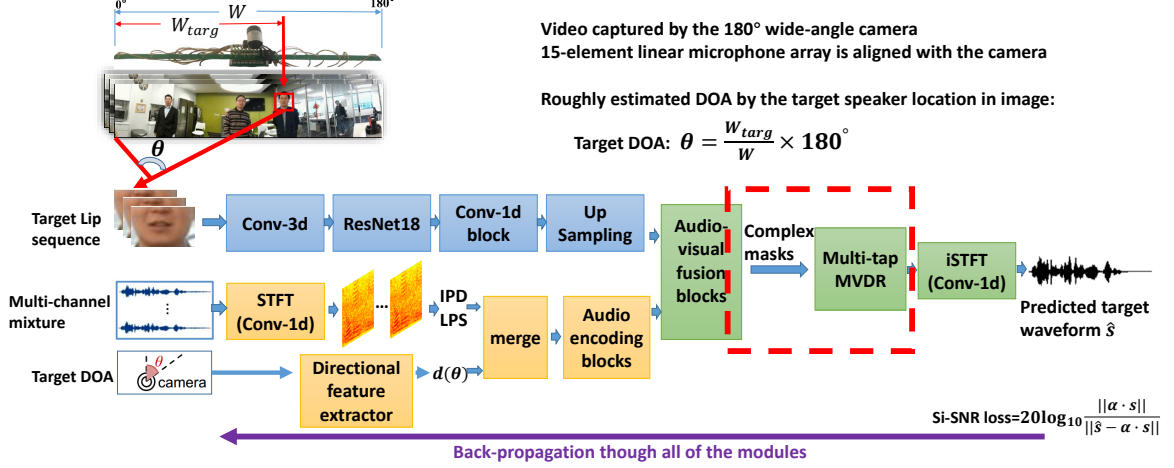 0°
W
180°
W_targ
Video captured by the 180° wide-angle camera
15-element linear microphone array is aligned with the camera
Roughly estimated DOA by the target speaker location in image:
Target DOA: θ = W_targ / W × 180°
θ
Target Lip
sequence
Conv-3d
ResNet18
Conv-1d
block
Up
Sampling
Audio-
visual
fusion
blocks
Complex
masks
Multi-tap
MVDR
iSTFT
(Conv-1d)
Predicted target
waveform ŝ
Multi-channel
mixture
⋮
STFT
(Conv-1d)
...
IPD
LPS
merge
Audio
encoding
blocks
Target DOA
θ
camera
Directional
feature
extractor
d(θ)
Si-SNR loss=20log₁₀ ||α · s|| / ||ŝ − α · s||
Back-propagation though all of the modules